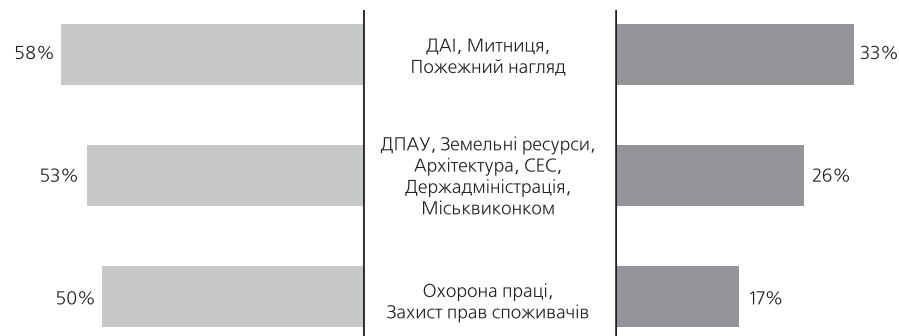 58%
ДАІ, Митниця,
Пожежний нагляд
33%
53%
ДПАУ, Земельні ресурси,
Архітектура, СЕС,
Держадміністрація,
Міськвиконком
26%
50%
Охорона праці,
Захист прав споживачів
17%